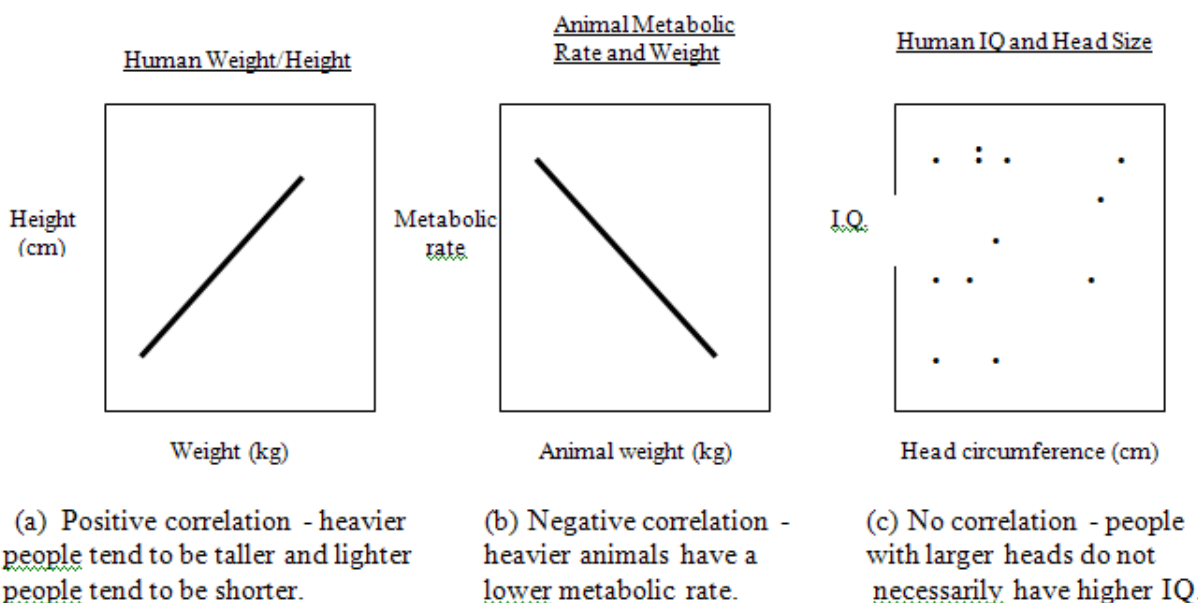 Human Weight/Height
Height
(cm)
Weight (kg)
(a) Positive correlation - heavier
people tend to be taller and lighter
people tend to be shorter.
Animal Metabolic
Rate and Weight
Metabolic
rate
Animal weight (kg)
(b) Negative correlation -
heavier animals have a
lower metabolic rate.
Human IQ and Head Size
I.Q.
Head circumference (cm)
(c) No correlation - people
with larger heads do not
necessarily have higher IQ.